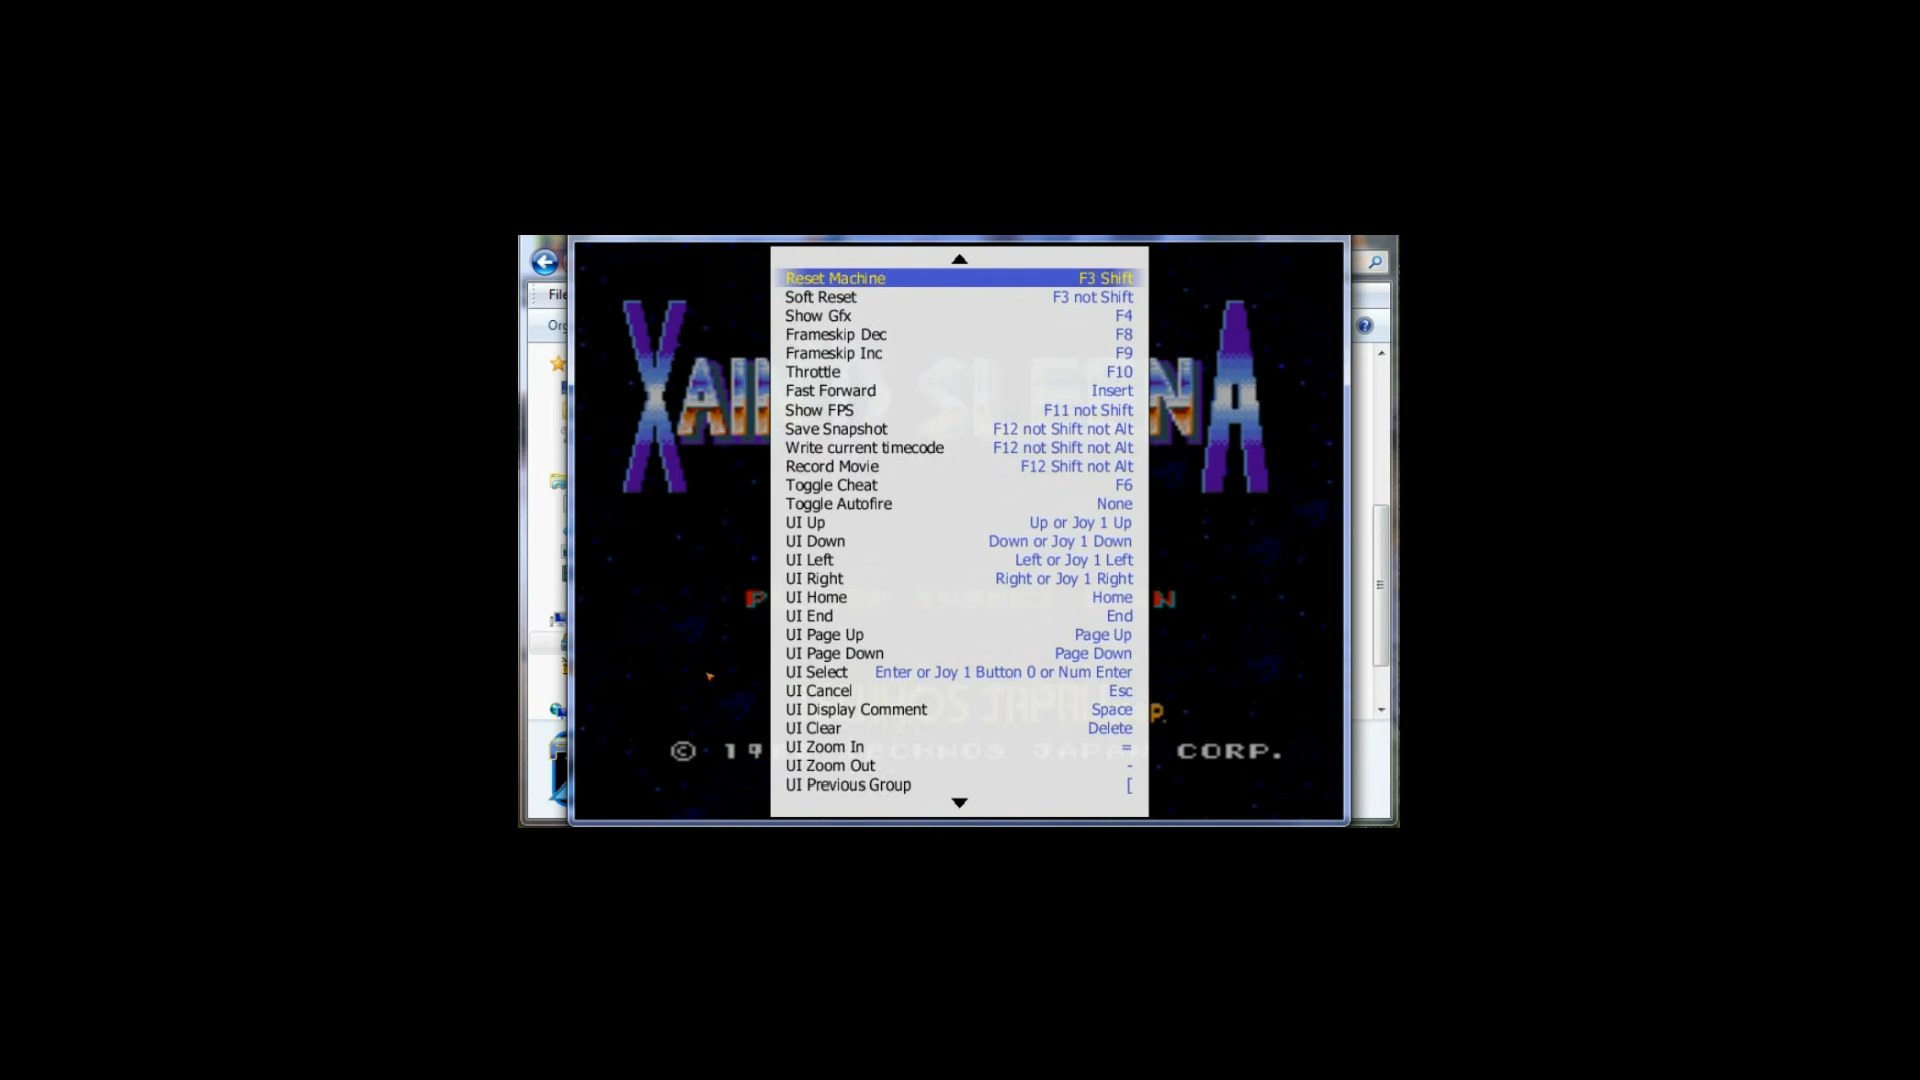 Reset Machine F3 Shift
Soft Reset F3 not Shift
Show Gfx F4
Frameskip Dec F8
Frameskip Inc F9
Throttle F10
Fast Forward Insert
Show FPS F11 not Shift
Save Snapshot F12 not Shift not Alt
Write current timecode F12 not Shift not Alt
Record Movie F12 Shift not Alt
Toggle Cheat F6
Toggle Autofire None
UI Up Up or Joy 1 Up
UI Down Down or Joy 1 Down
UI Left Left or Joy 1 Left
UI Right Right or Joy 1 Right
UI Home Home
UI End End
UI Page Up Page Up
UI Page Down Page Down
UI Select Enter or Joy 1 Button 0 or Num Enter
UI Cancel Esc
UI Display Comment Space
UI Clear Delete
UI Zoom In =
UI Zoom Out -
UI Previous Group [
© TECHNOS JAPAN CORP.